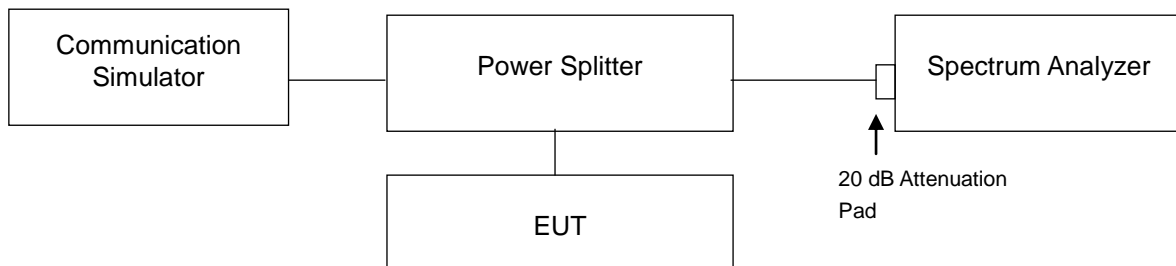 Communication
Simulator
Power Splitter
Spectrum Analyzer
20 dB Attenuation
Pad
EUT